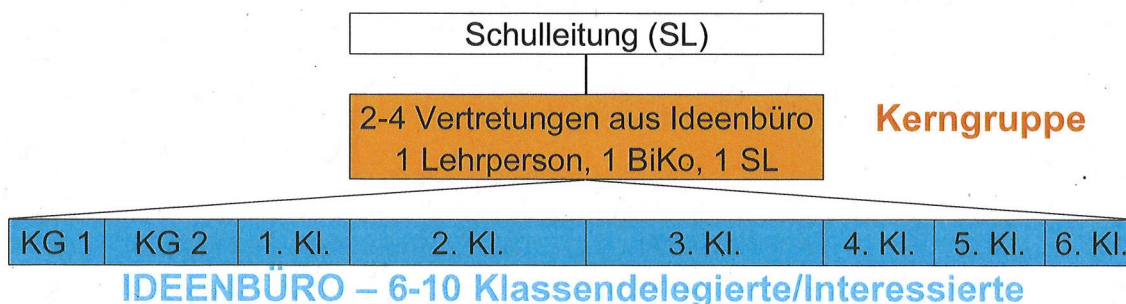 Schulleitung (SL)
2-4 Vertretungen aus Ideenbüro
1 Lehrperson, 1 BiKo, 1 SL
Kerngruppe
KG 1 KG 2 1. Kl. 2. Kl. 3. Kl. 4. Kl. 5. Kl. 6. Kl.
IDEENBÜRO – 6-10 Klassendelegierte/Interessierte